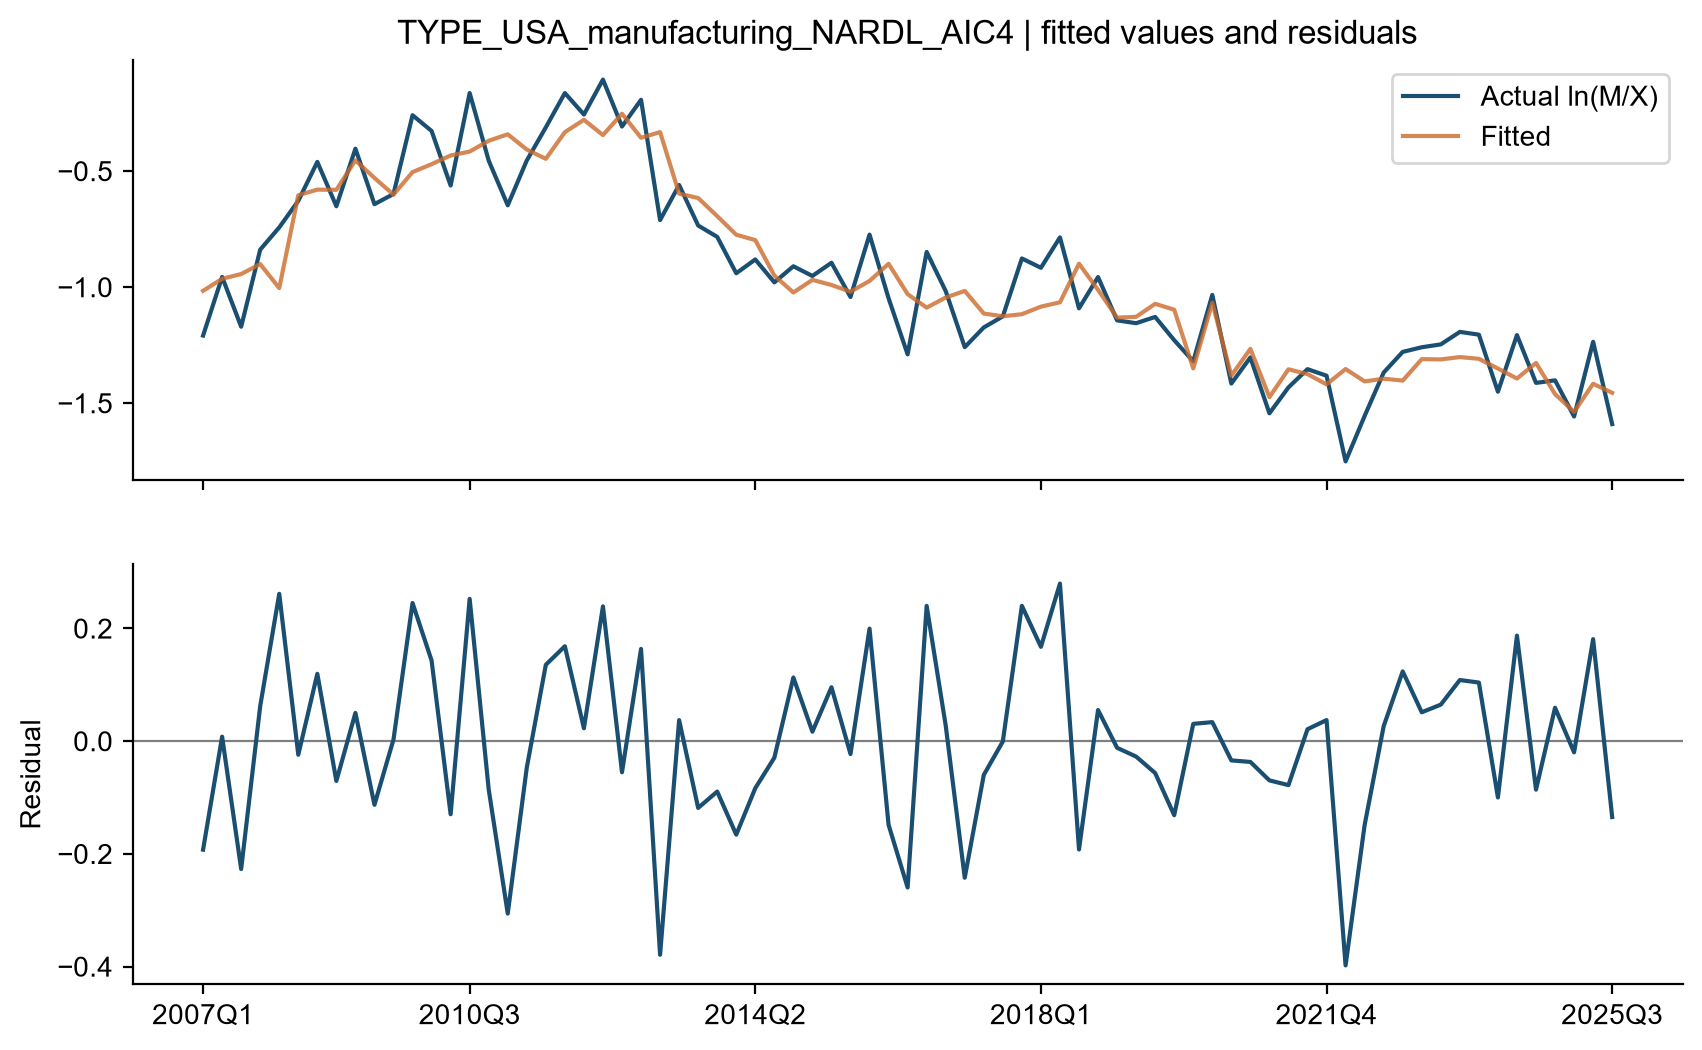 TYPE_USA_manufacturing_NARDL_AIC4 | fitted values and residuals
Actual ln(M/X)
Fitted
−0.5
−1.0
−1.5
Residual
0.2
0.0
−0.2
−0.4
2007Q1 2010Q3 2014Q2 2018Q1 2021Q4 2025Q3